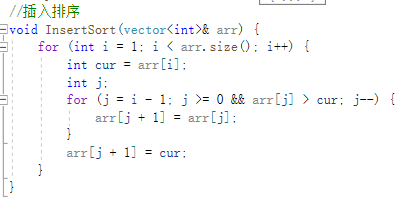 //插入排序
void InsertSort(vector<int>& arr) {
    for (int i = 1; i < arr.size(); i++) {
        int cur = arr[i];
        int j;
        for (j = i - 1; j >= 0 && arr[j] > cur; j--) {
            arr[j + 1] = arr[j];
        }
        arr[j + 1] = cur;
    }
}